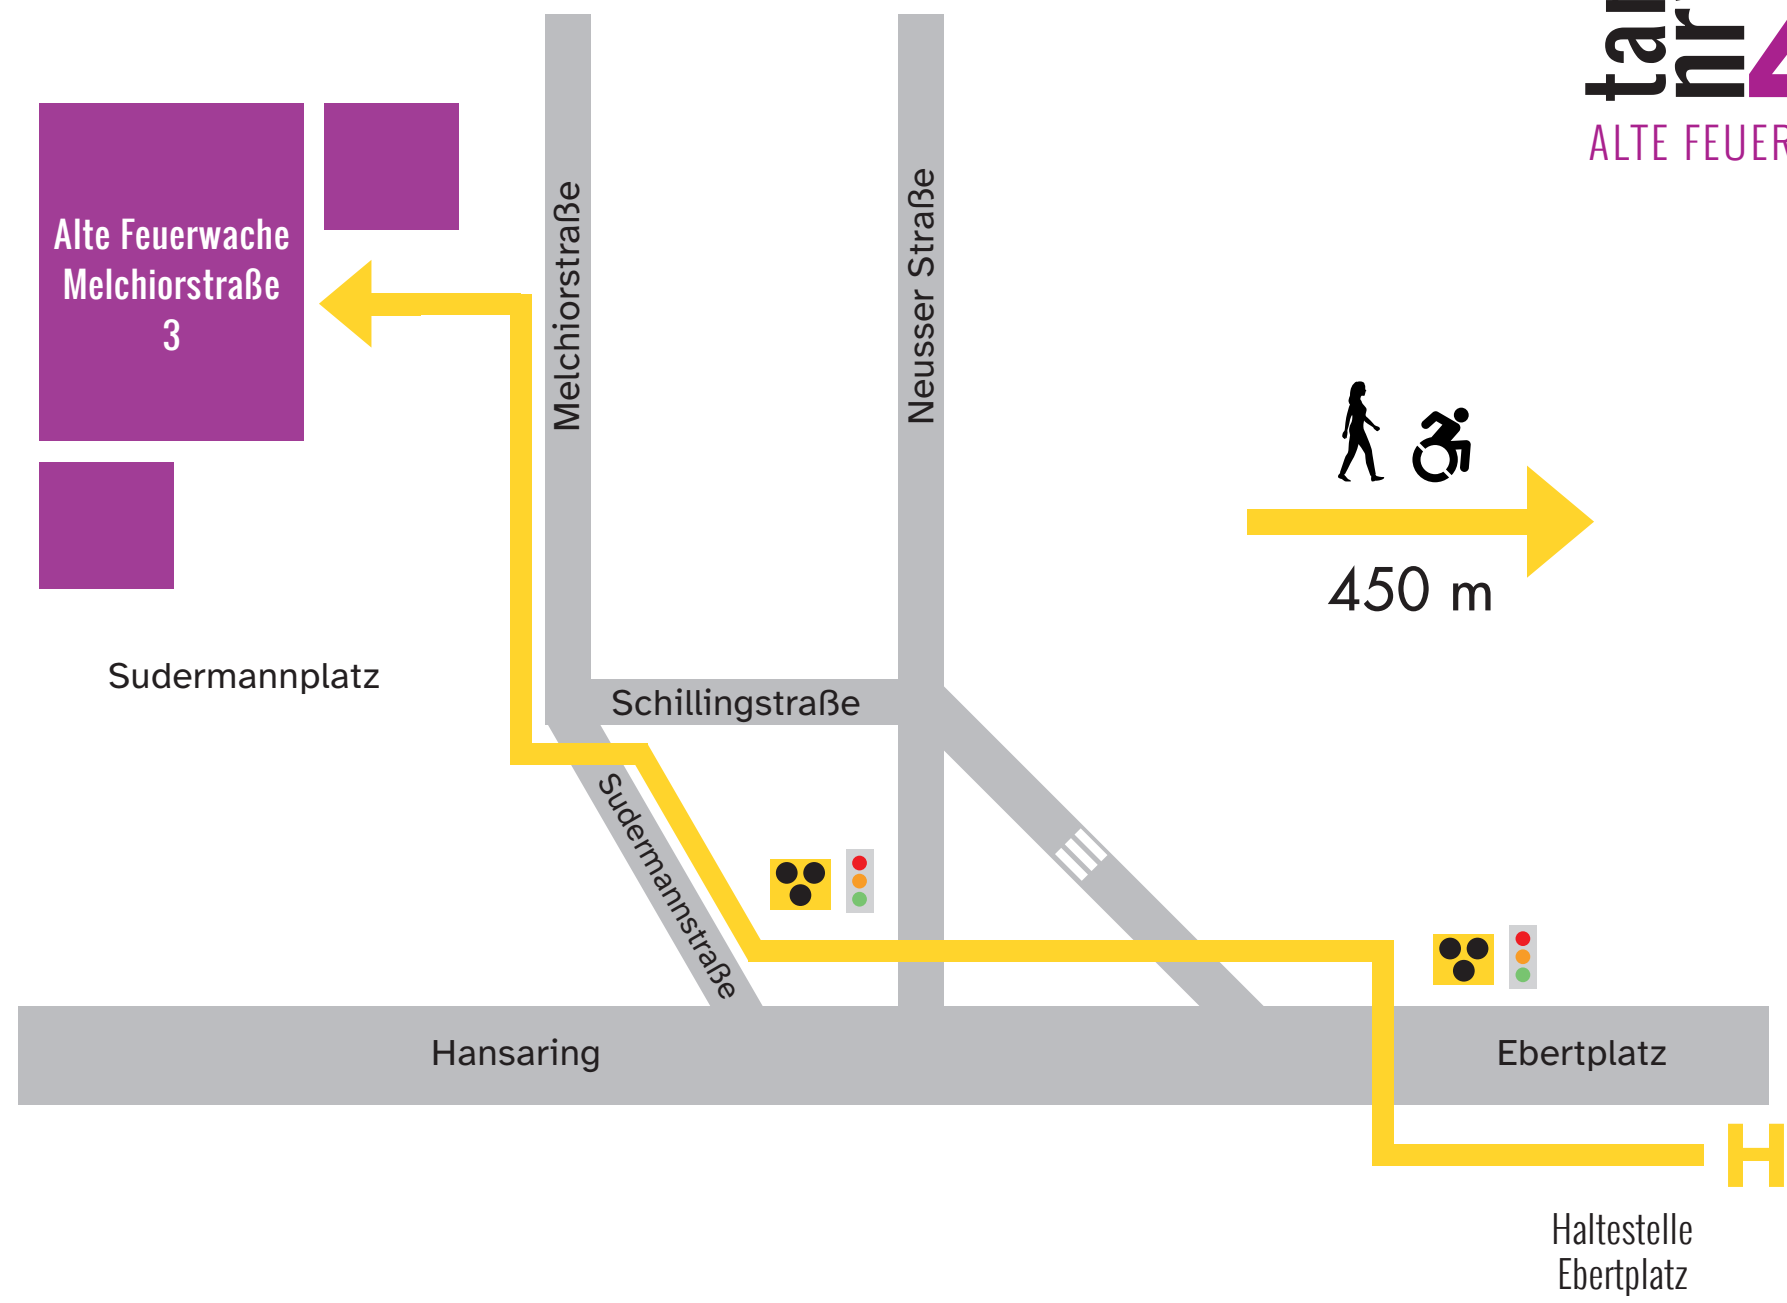 ALTE FEUER
Alte Feuerwache
Melchiorstraße
3
Melchiorstraße
Neusser Straße
450 m
Sudermannplatz
Schillingstraße
Sudermannstraße
Hansaring
Ebertplatz
H
Haltestelle
Ebertplatz